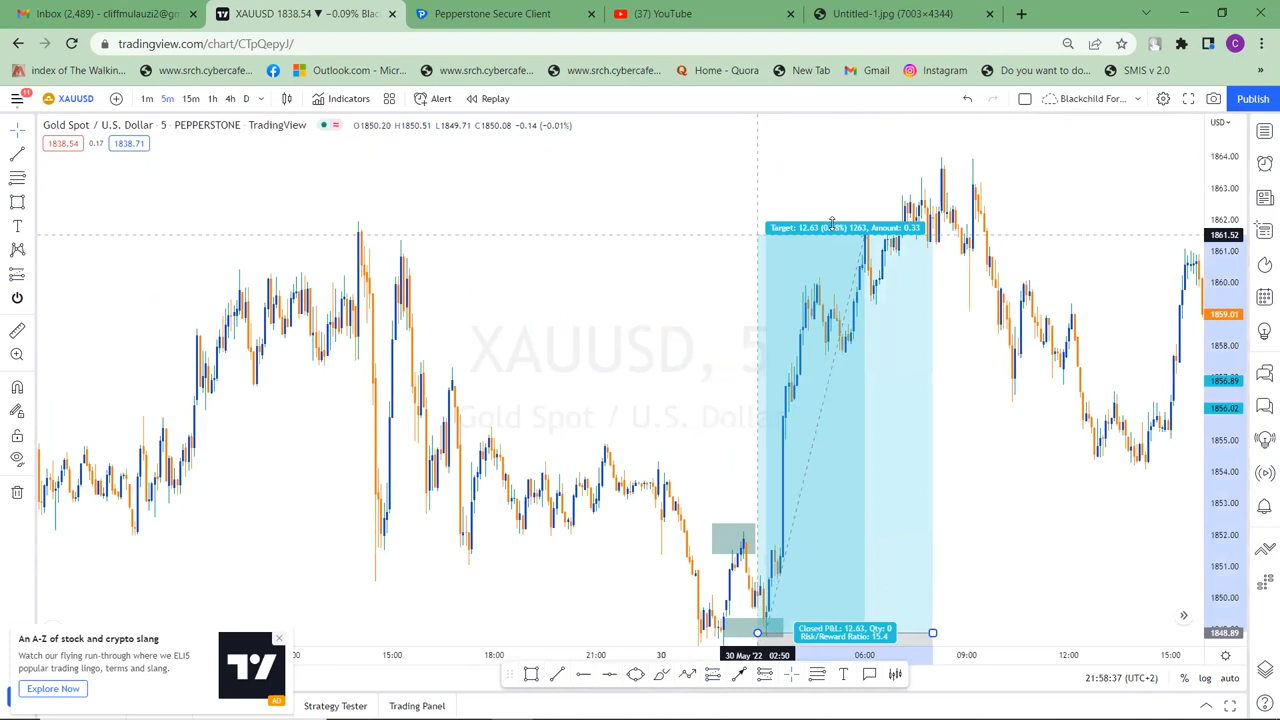 Inbox (2,489) - cliffmulauzi2@gm
XAUUSD 1838.54 ▼ −0.09% Blac
Pepperstone Secure Client
(37) YouTube
Untitled-1.jpg (7003×4344)
tradingview.com/chart/CTpQepyJ/
index of The Walkin...
www.srch.cybercafe...
Outlook.com - Micr...
www.srch.cybercafe...
www.srch.cybercafe...
Home - Quora
New Tab
Gmail
Instagram
Do you want to do...
SMIS v 2.0
11
XAUUSD
1m 5m 15m 1h 4h D
Indicators
Alert
Replay
Blackchild For...
Publish
Gold Spot / U.S. Dollar · 5 · PEPPERSTONE · TradingView
O1850.20 H1850.51 L1849.71 C1850.08 −0.14 (−0.01%)
USD
1838.54
0.17
1838.71
1864.00
1863.00
1862.00
Target: 12.63 (0.68%) 1263, Amount: 0.33
1861.52
1861.00
1860.00
1859.01
1858.00
XAUUSD, 5
Gold Spot / U.S. Dollar
1856.89
1856.02
1855.00
1854.00
1853.00
1852.00
1851.00
1850.00
1848.89
Closed P&L: 12.63, Qty: 0
Risk/Reward Ratio: 15.4
15:00
18:00
21:00
30
30 May '22 02:50
06:00
09:00
12:00
15:00
An A-Z of stock and crypto slang
Watch our flying run-through where we ELI5
popular trading lingo, terms and slang.
Explore Now
AD
21:58:37 (UTC+2)
%
log
auto
Strategy Tester
Trading Panel